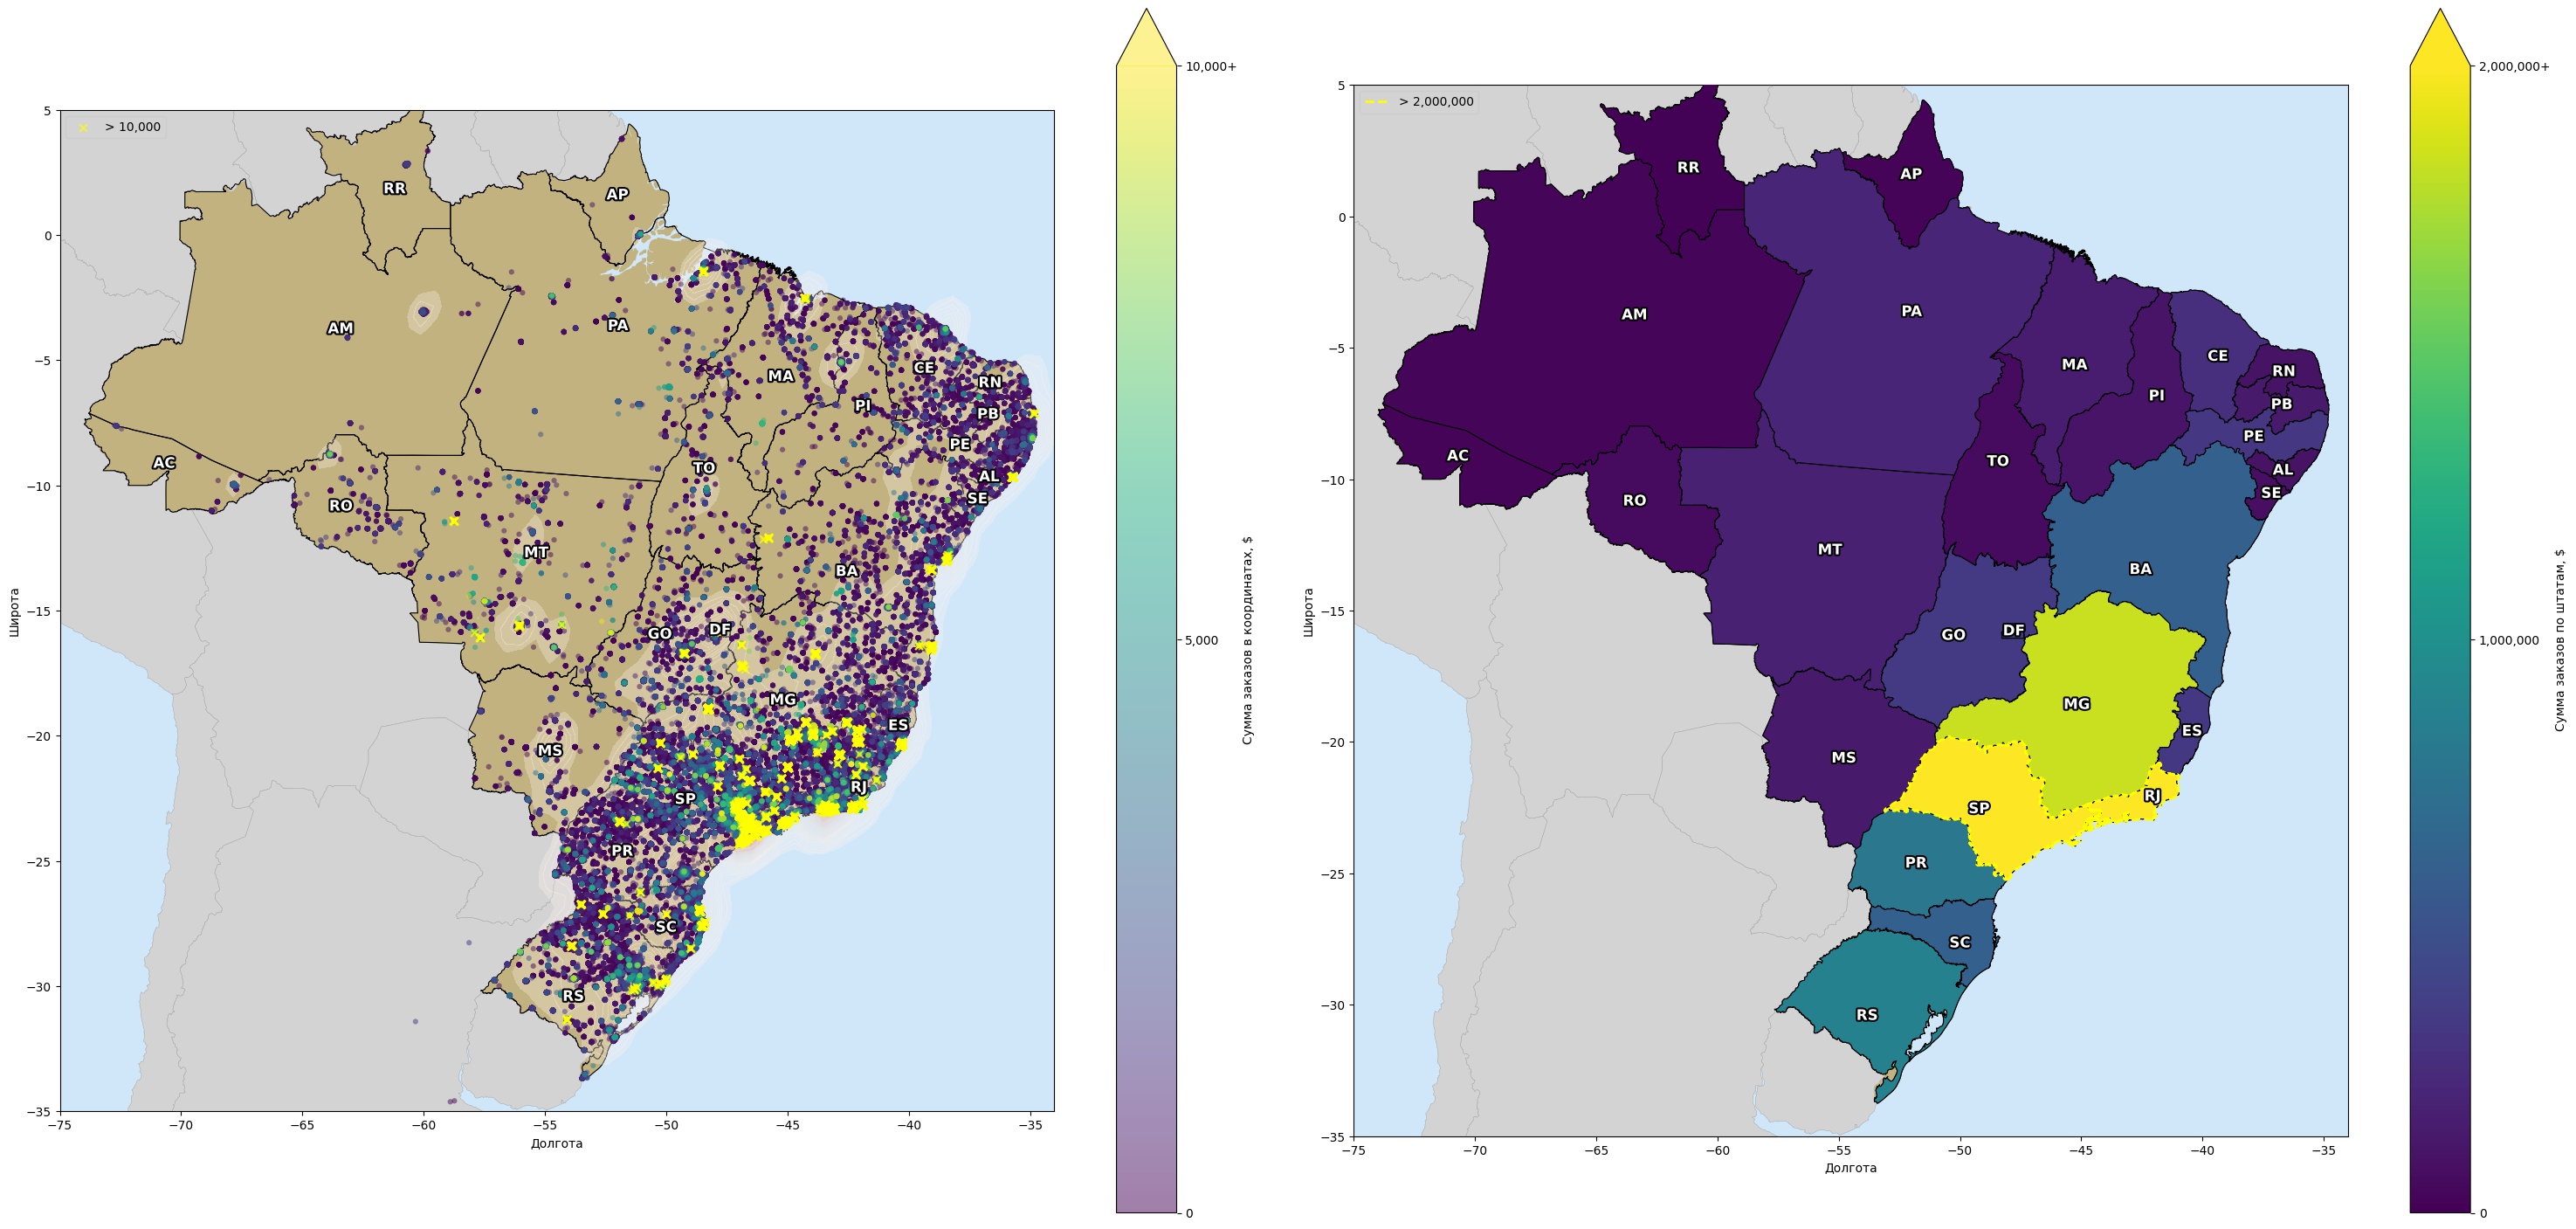 > 10,000
5
0
−5
−10
−15
−20
−25
−30
−35
−75
−70
−65
−60
−55
−50
−45
−40
−35
Широта
Долгота
RR
AP
AM
PA
MA
CE
RN
PB
PI
PE
AC
TO
AL
SE
RO
MT
BA
GO
DF
MG
ES
MS
RJ
SP
PR
SC
RS
10,000+
5,000
0
Сумма заказов в координатах, $
> 2,000,000
5
0
−5
−10
−15
−20
−25
−30
−35
−75
−70
−65
−60
−55
−50
−45
−40
−35
Широта
Долгота
RR
AP
AM
PA
MA
CE
RN
PI
PB
PE
AC
TO
AL
SE
RO
MT
BA
GO
DF
MG
ES
MS
RJ
SP
PR
SC
RS
2,000,000+
1,000,000
0
Сумма заказов по штатам, $